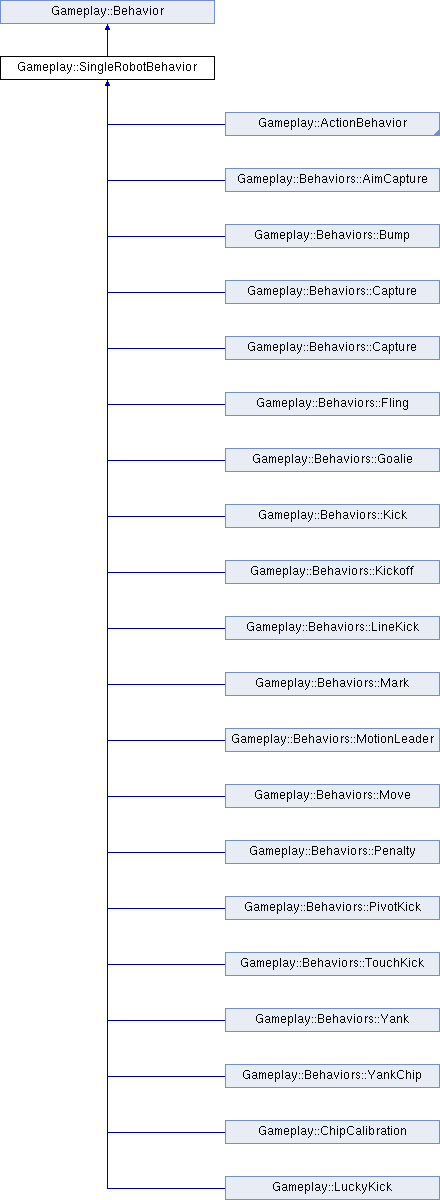 Gameplay::Behavior
Gameplay::SingleRobotBehavior
Gameplay::ActionBehavior
Gameplay::Behaviors::AimCapture
Gameplay::Behaviors::Bump
Gameplay::Behaviors::Capture
Gameplay::Behaviors::Capture
Gameplay::Behaviors::Fling
Gameplay::Behaviors::Goalie
Gameplay::Behaviors::Kick
Gameplay::Behaviors::Kickoff
Gameplay::Behaviors::LineKick
Gameplay::Behaviors::Mark
Gameplay::Behaviors::MotionLeader
Gameplay::Behaviors::Move
Gameplay::Behaviors::Penalty
Gameplay::Behaviors::PivotKick
Gameplay::Behaviors::TouchKick
Gameplay::Behaviors::Yank
Gameplay::Behaviors::YankChip
Gameplay::ChipCalibration
Gameplay::LuckyKick